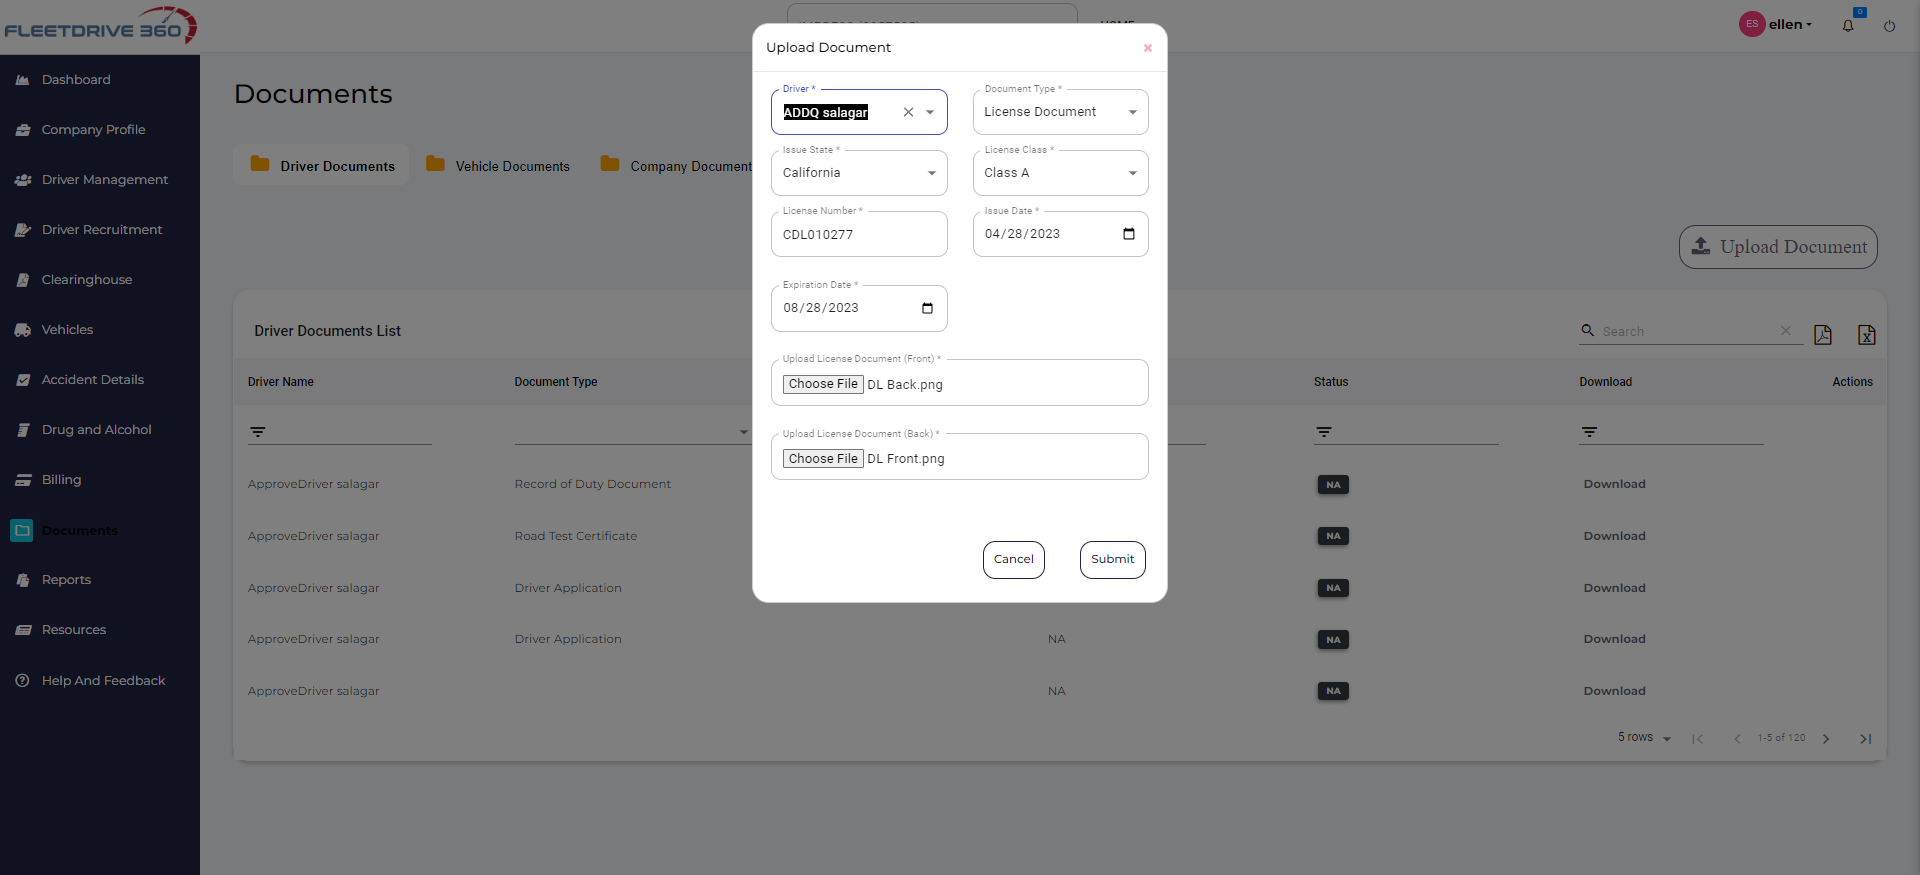 FLEETDRIVE 360
HOME
ES
ellen
0
Dashboard
Company Profile
Driver Management
Driver Recruitment
Clearinghouse
Vehicles
Accident Details
Drug and Alcohol
Billing
Documents
Reports
Resources
Help And Feedback
Documents
Driver Documents
Vehicle Documents
Company Document
Upload Document
Driver Documents List
Search
Driver Name
Document Type
Status
Download
Actions
ApproveDriver salagar
Record of Duty Document
NA
Download
ApproveDriver salagar
Road Test Certificate
NA
Download
ApproveDriver salagar
Driver Application
NA
Download
ApproveDriver salagar
Driver Application
NA
NA
Download
ApproveDriver salagar
NA
NA
Download
5 rows
1-5 of 120
Upload Document
Driver *
ADDQ salagar
Document Type *
License Document
Issue State *
California
License Class *
Class A
License Number *
CDL010277
Issue Date *
04/28/2023
Expiration Date *
08/28/2023
Upload License Document (Front) *
Choose File DL Back.png
Upload License Document (Back) *
Choose File DL Front.png
Cancel
Submit